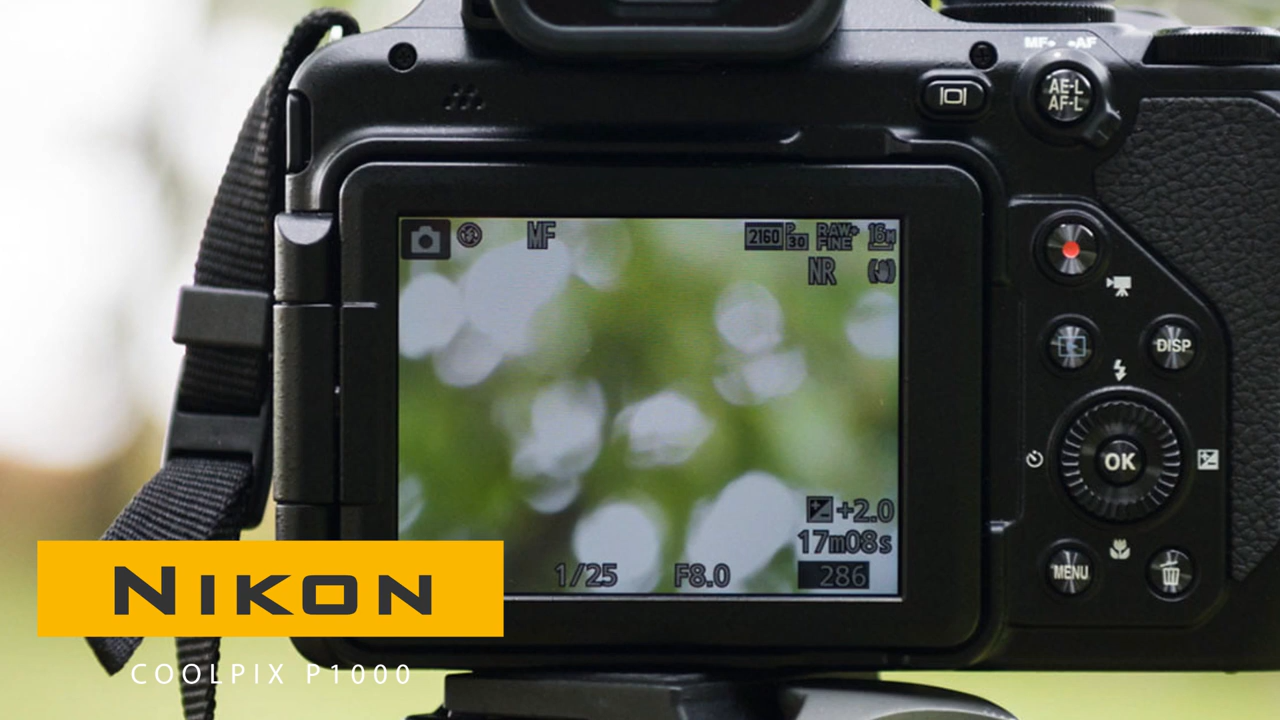 MF• •AF
AE-L
AF-L
MF 2160 P 30 RAW+ FINE 16M
NR
DISP
OK
+2.0
17m08s
1/25 F8.0 286
MENU
NIKON
COOLPIX P1000